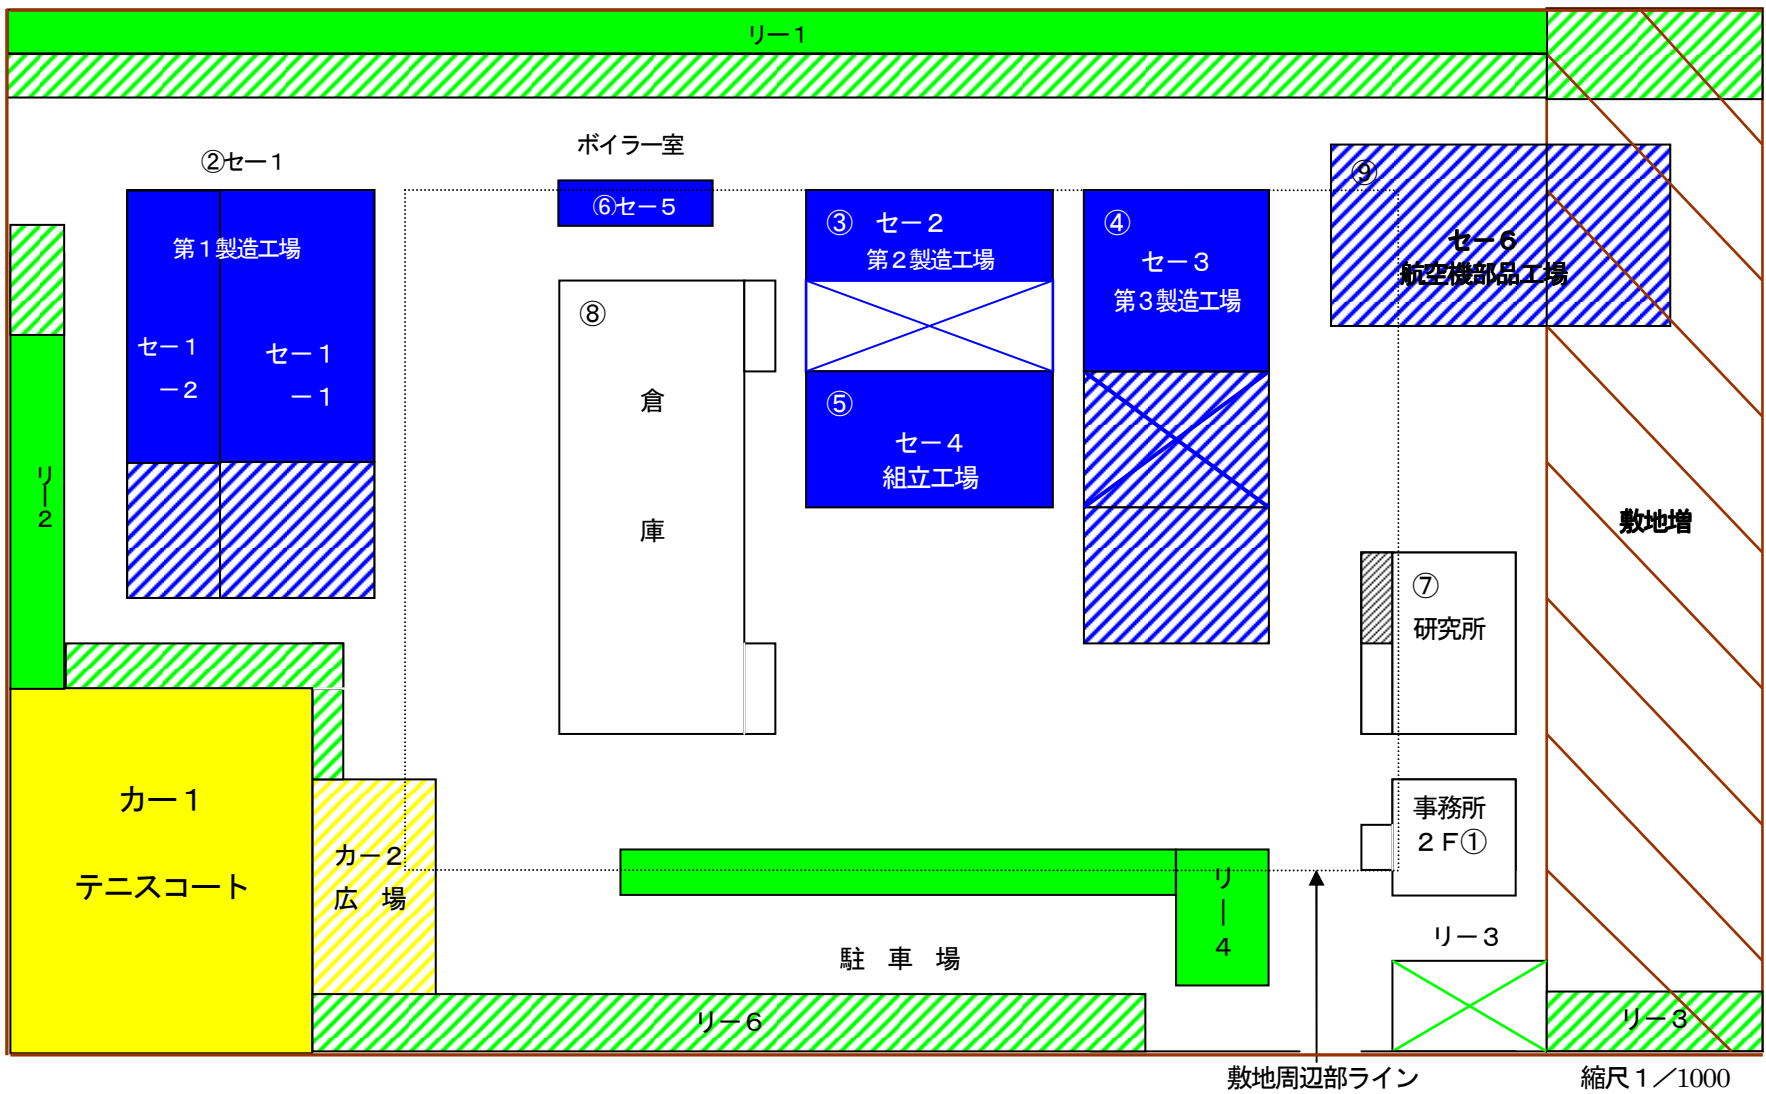 リー１
ボイラー室
②セー１
⑥セー５
③ セー２
第２製造工場
④
セー３
第３製造工場
⑨
セー６
航空機部品工場
第１製造工場
セー１
－２
セー１
－１
⑧
倉
庫
⑤
セー４
組立工場
リー２
敷地増
⑦
研究所
カー１
テニスコート
カー２
広 場
事務所
２Ｆ①
リー４
リー３
駐 車 場
リー６
リー３
敷地周辺部ライン
縮尺１／1000